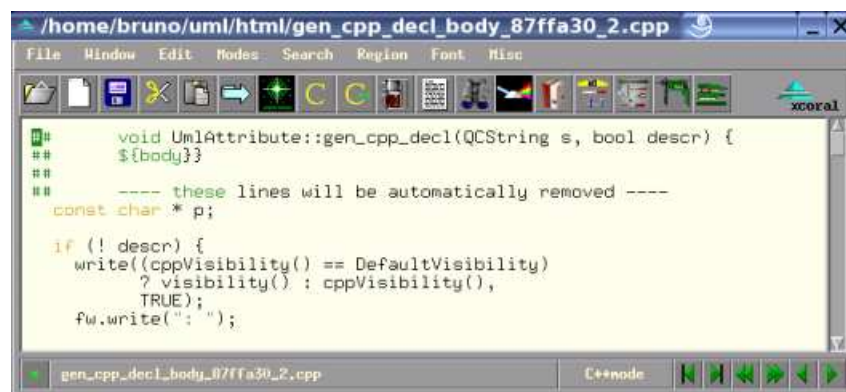 /home/bruno/uml/html/gen_cpp_decl_body_87ffa30_2.cpp
File Window Edit Modes Search Region Font Misc
C C xcoral
## void UmlAttribute::gen_cpp_decl(QCString s, bool descr) {
## ${body}}
##
## ---- these lines will be automatically removed ----
const char * p;
if (! descr) {
write((cppVisibility() == DefaultVisibility)
? visibility() : cppVisibility(),
TRUE);
fw.write(": ");
gen_cpp_decl_body_87ffa30_2.cpp C++mode